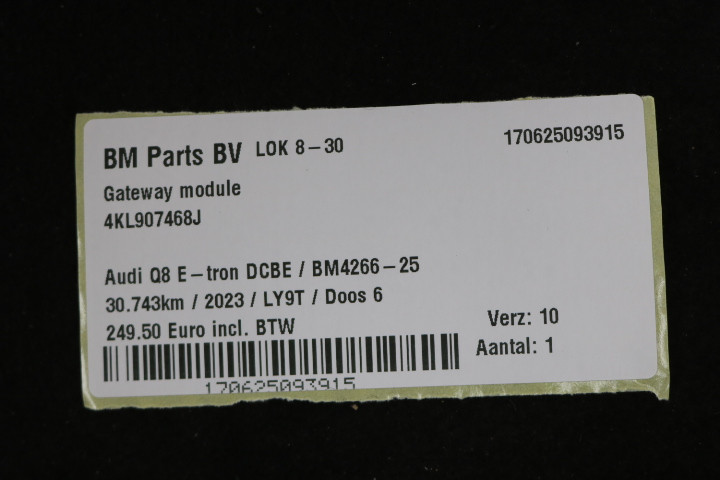 BM Parts BV LOK 8-30 170625093915
Gateway module
4KL907468J
Audi Q8 E-tron DCBE / BM4266-25
30.743km / 2023 / LY9T / Doos 6
249.50 Euro incl. BTW Verz: 10
Aantal: 1
170625093915